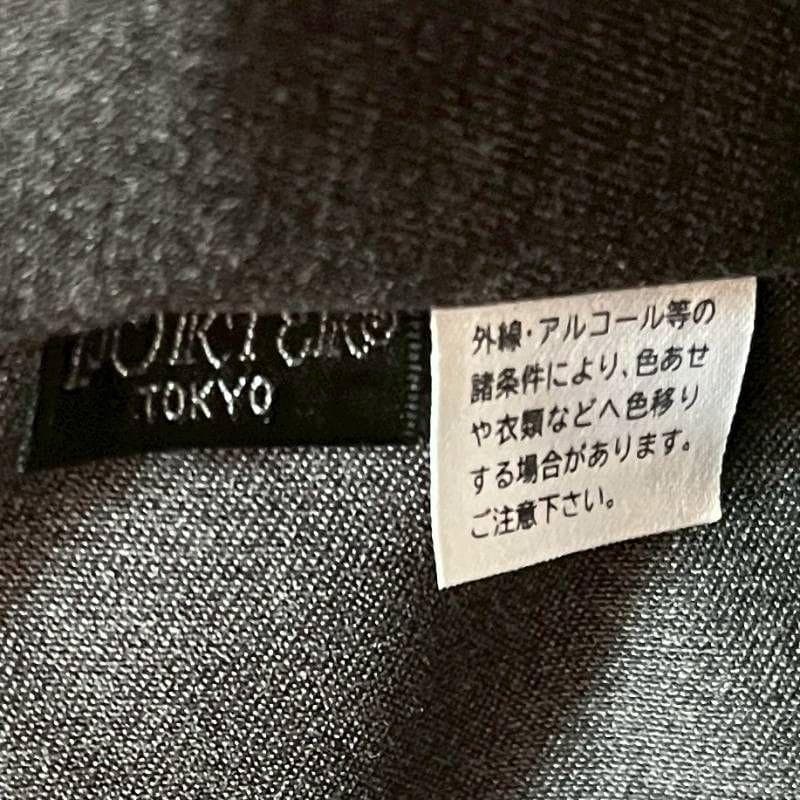 PORTER®
TOKYO
外線・アルコール等の
諸条件により、色あせ
や衣類などへ色移り
する場合があります。
ご注意下さい。